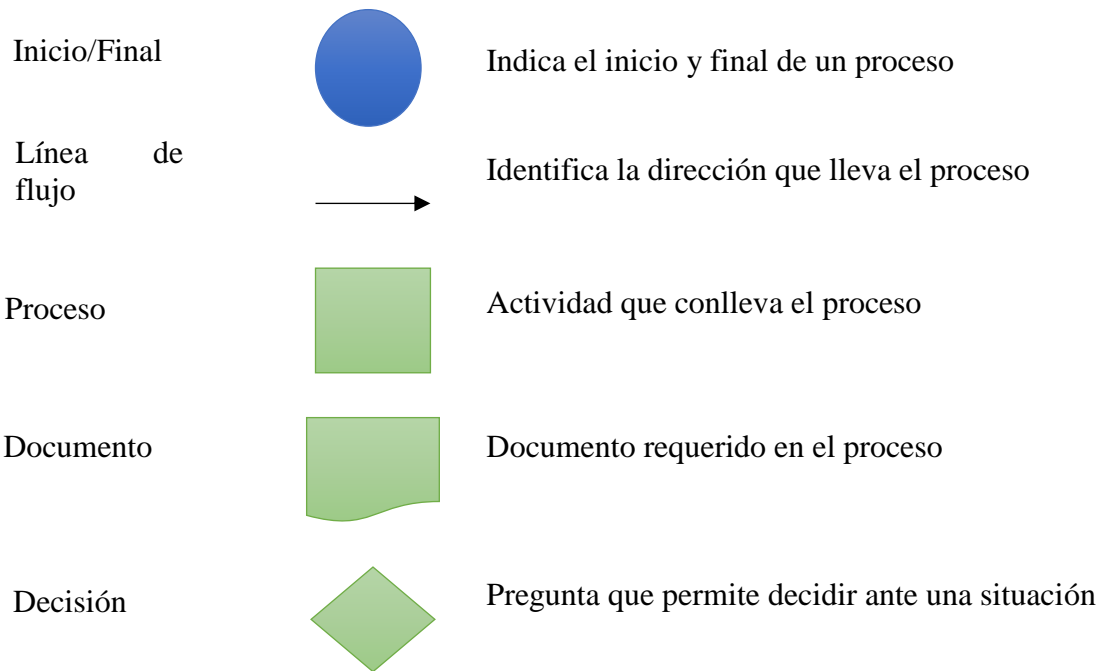 Inicio/Final
Indica el inicio y final de un proceso
Línea de
flujo
Identifica la dirección que lleva el proceso
Proceso
Actividad que conlleva el proceso
Documento
Documento requerido en el proceso
Decisión
Pregunta que permite decidir ante una situación